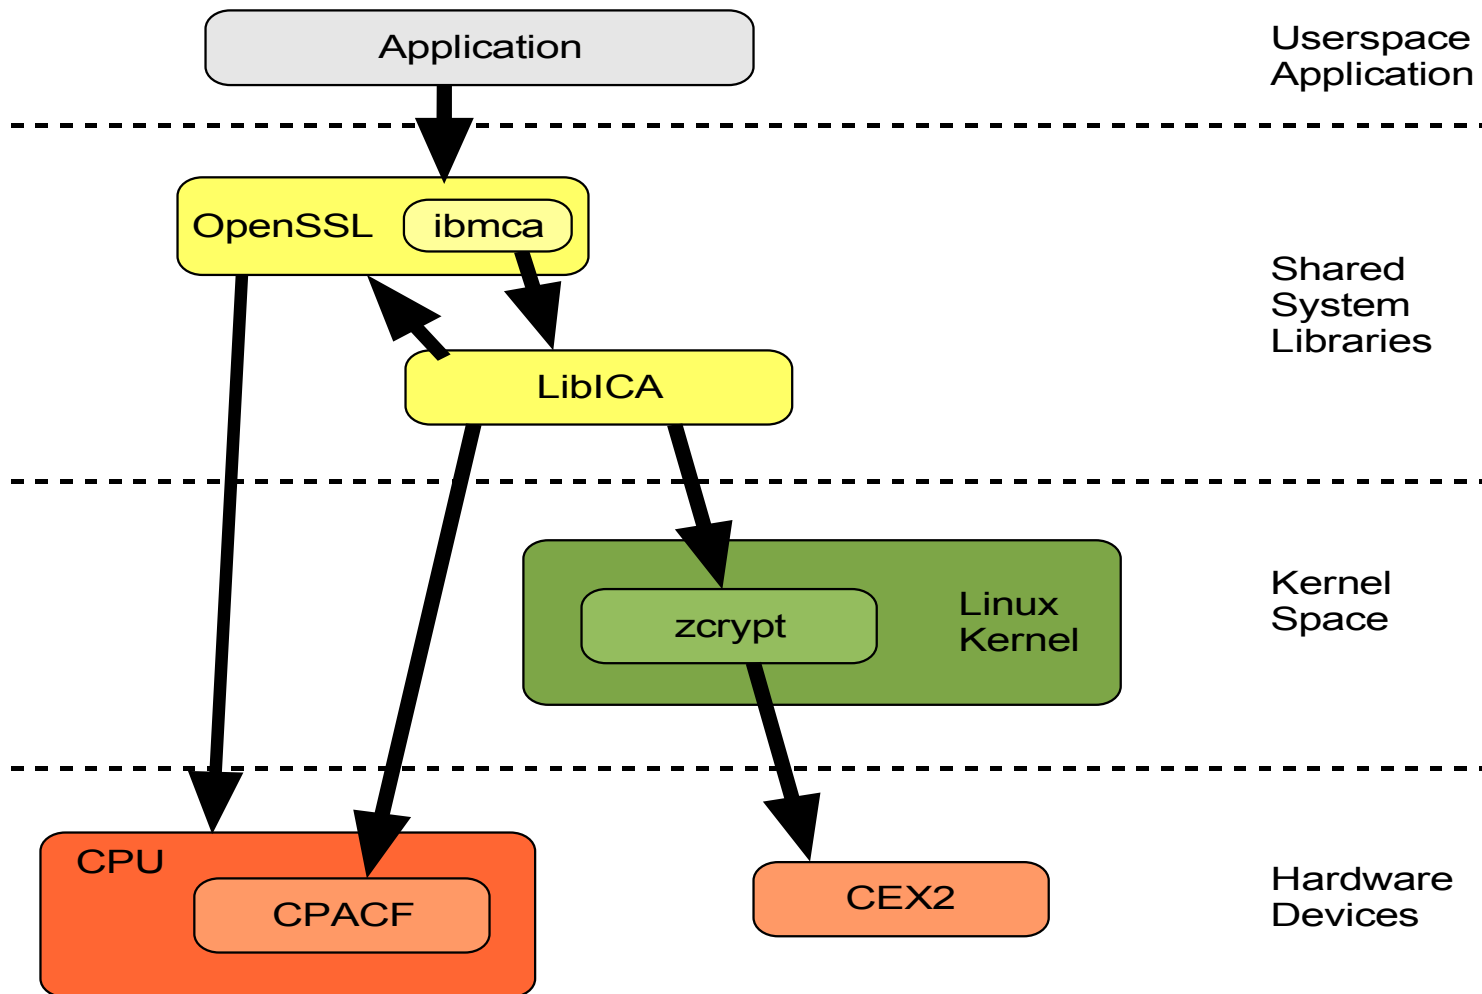 Application
Userspace
Application
OpenSSL
ibmca
LibICA
Shared
System
Libraries
zcrypt
Linux
Kernel
Kernel
Space
CPU
CPACF
CEX2
Hardware
Devices